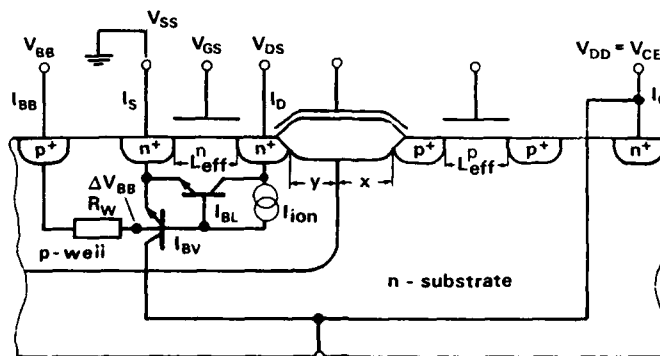 V_SS
V_BB V_GS V_DS V_DD = V_CE
I_BB I_S I_D I
p+ n+ n n+ p+ p p+ n+
L_eff L_eff
ΔV_BB y x
R_W I_BL I_ion
I_BV
p-well
n - substrate